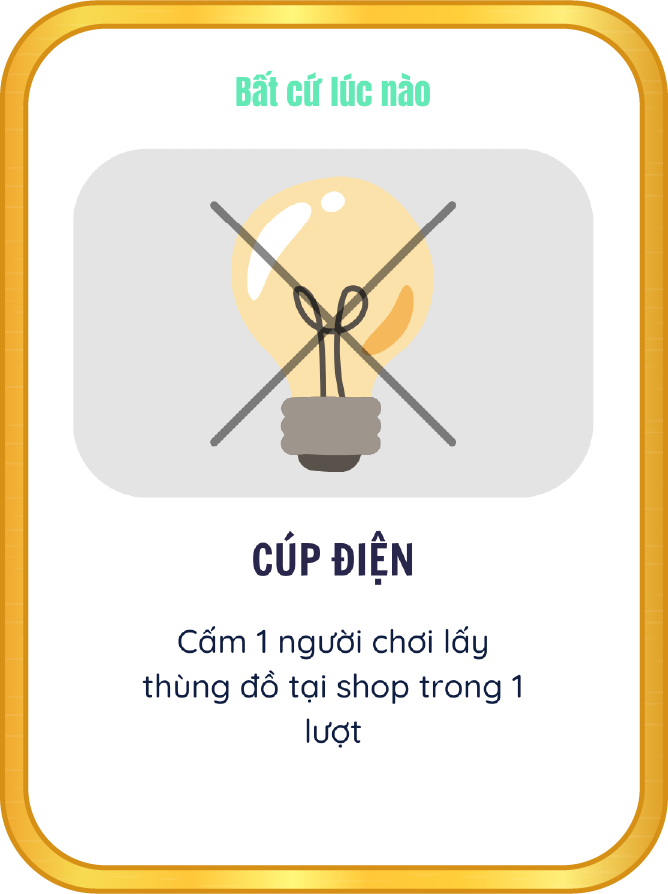 Bất cứ lúc nào
CÚP ĐIỆN
Cấm 1 người chơi lấy
thùng đồ tại shop trong 1
lượt